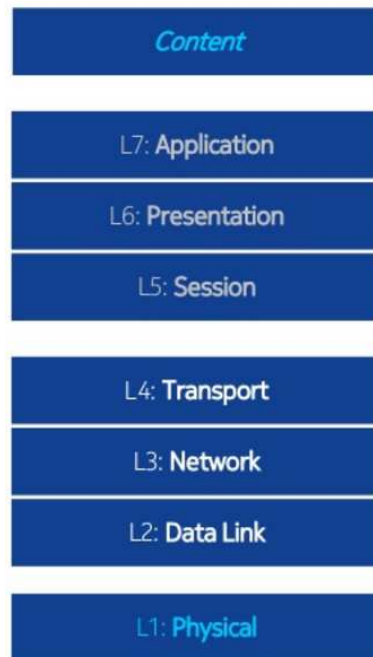 Content
L7: Application
L6: Presentation
L5: Session
L4: Transport
L3: Network
L2: Data Link
L1: Physical